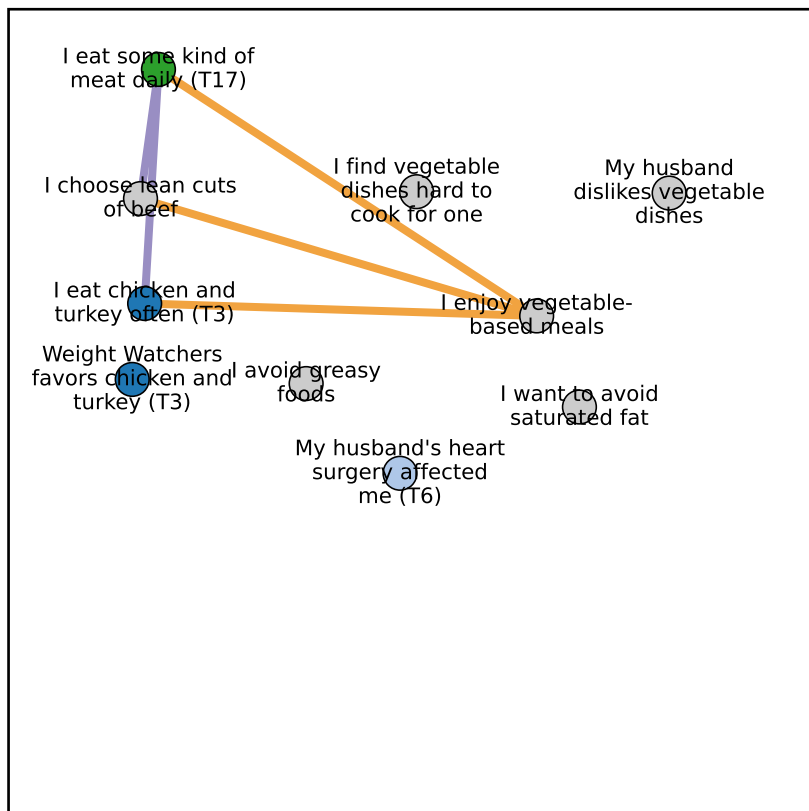 I eat some kind of
meat daily (T17)
I find vegetable
dishes hard to
cook for one
My husband
dislikes vegetable
dishes
I choose lean cuts
of beef
I eat chicken and
turkey often (T3)
I enjoy vegetable-
based meals
Weight Watchers
favors chicken and
turkey (T3)
I avoid greasy
foods
I want to avoid
saturated fat
My husband's heart
surgery affected
me (T6)